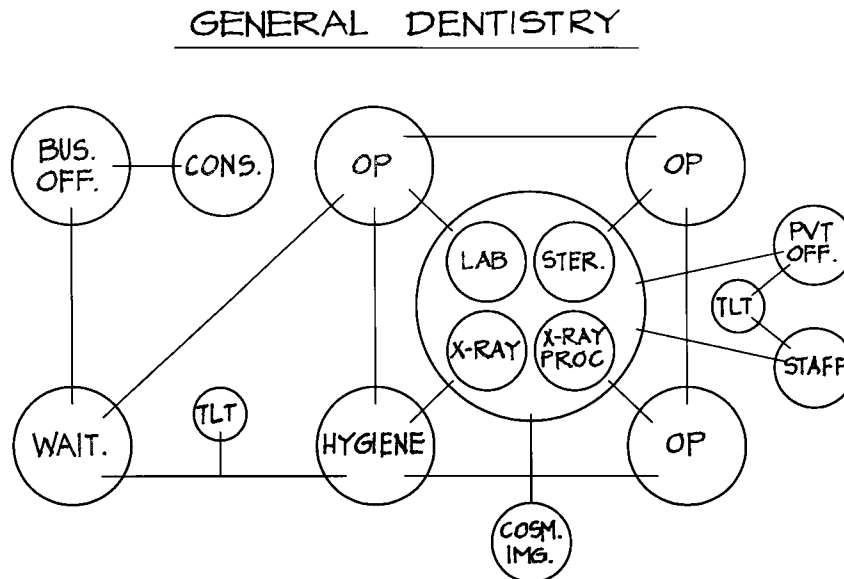 GENERAL DENTISTRY
BUS.
OFF.
CONS.
OP
OP
LAB
STER.
PVT
OFF.
TLT
X-RAY
X-RAY
PROC
STAFF
TLT
WAIT.
HYGIENE
OP
COSM.
IMG.